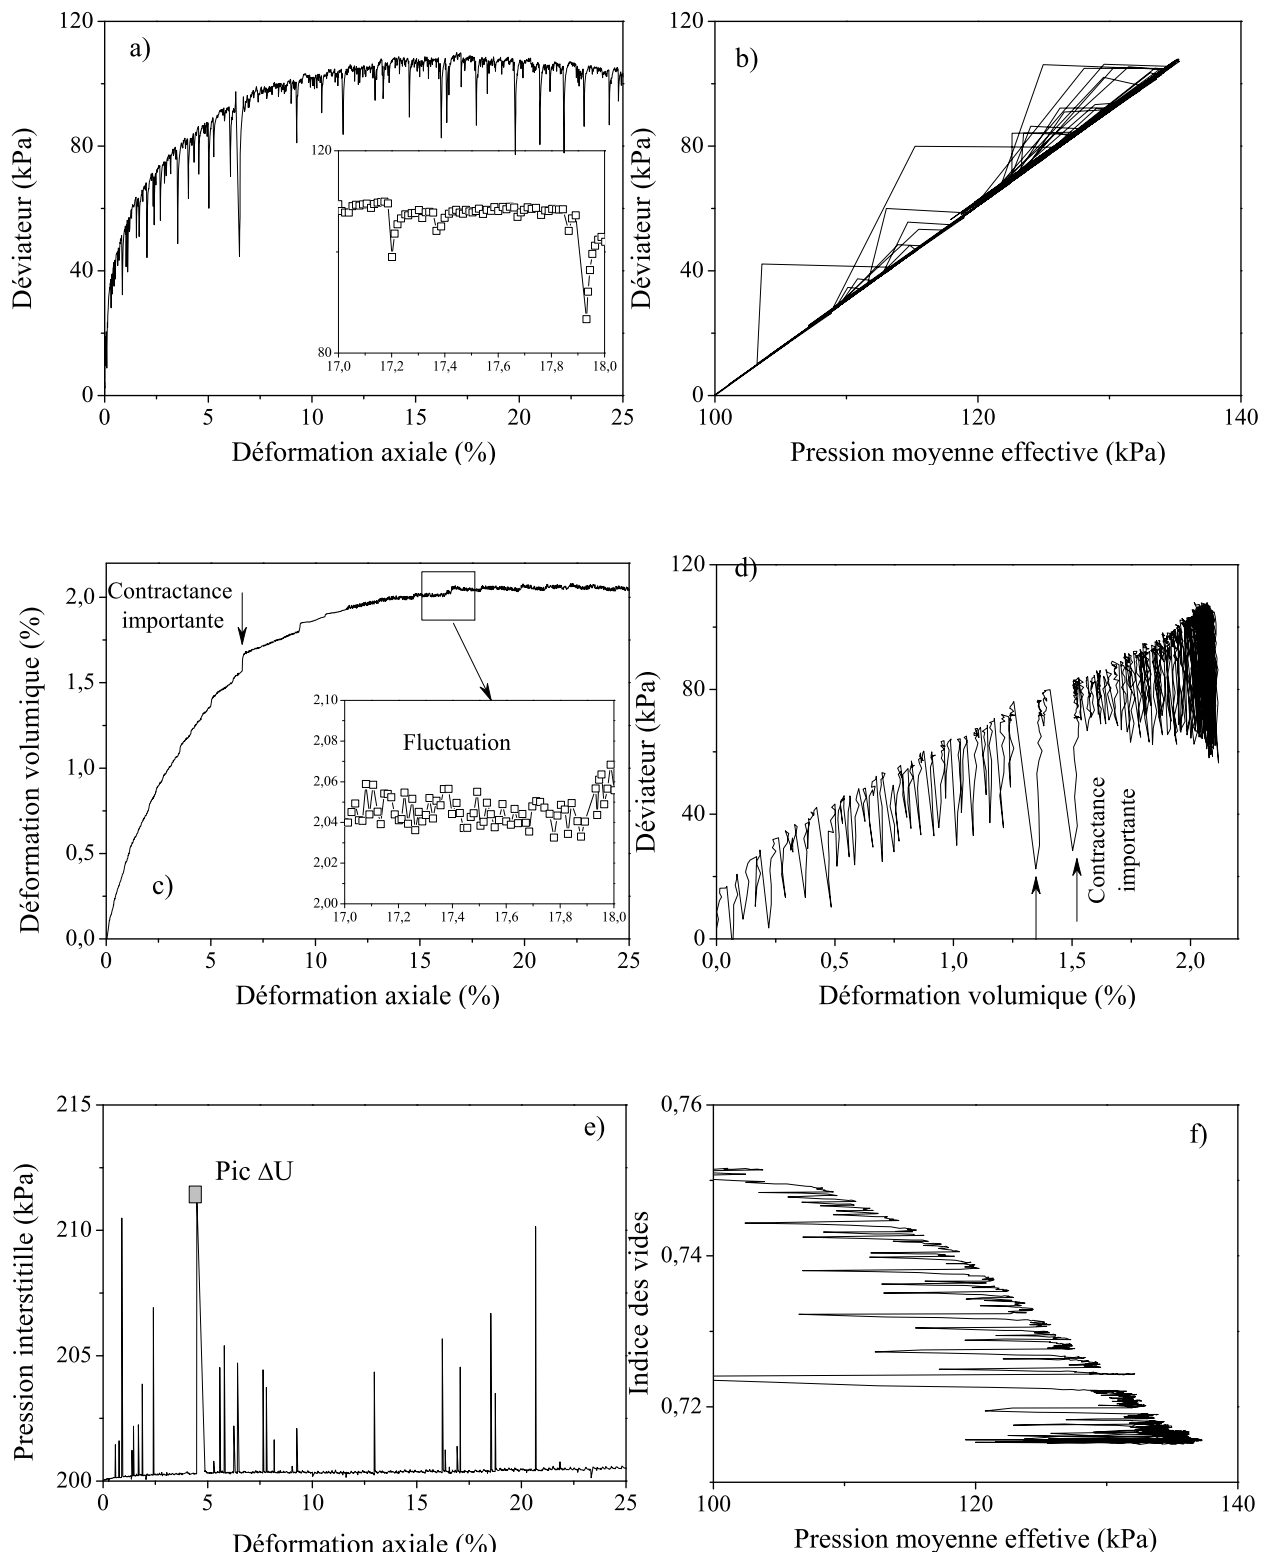 a)
Déviateur (kPa)
120
80
40
0
120
80
17,0 17,2 17,4 17,6 17,8 18,0
0 5 10 15 20 25
Déformation axiale (%)
b)
Déviateur (kPa)
120
80
40
0
100 120 140
Pression moyenne effective (kPa)
c)
Déformation volumique (%)
2,0
1,5
1,0
0,5
0,0
Contractance
importante
2,10
2,08
2,06
2,04
2,02
2,00
Fluctuation
17,0 17,2 17,4 17,6 17,8 18,0
0 5 10 15 20 25
Déformation axiale (%)
d)
Déviateur (kPa)
120
80
40
0
Contractance
importante
0,0 0,5 1,0 1,5 2,0
Déformation volumique (%)
e)
Pression interstitille (kPa)
215
210
205
200
Pic ΔU
0 5 10 15 20 25
Déformation axiale (%)
f)
Indice des vides
0,76
0,74
0,72
100 120 140
Pression moyenne effetive (kPa)